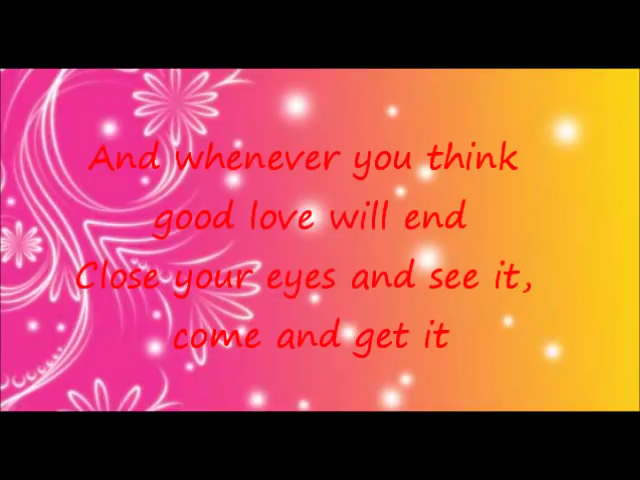 And whenever you think
good love will end
Close your eyes and see it,
come and get it